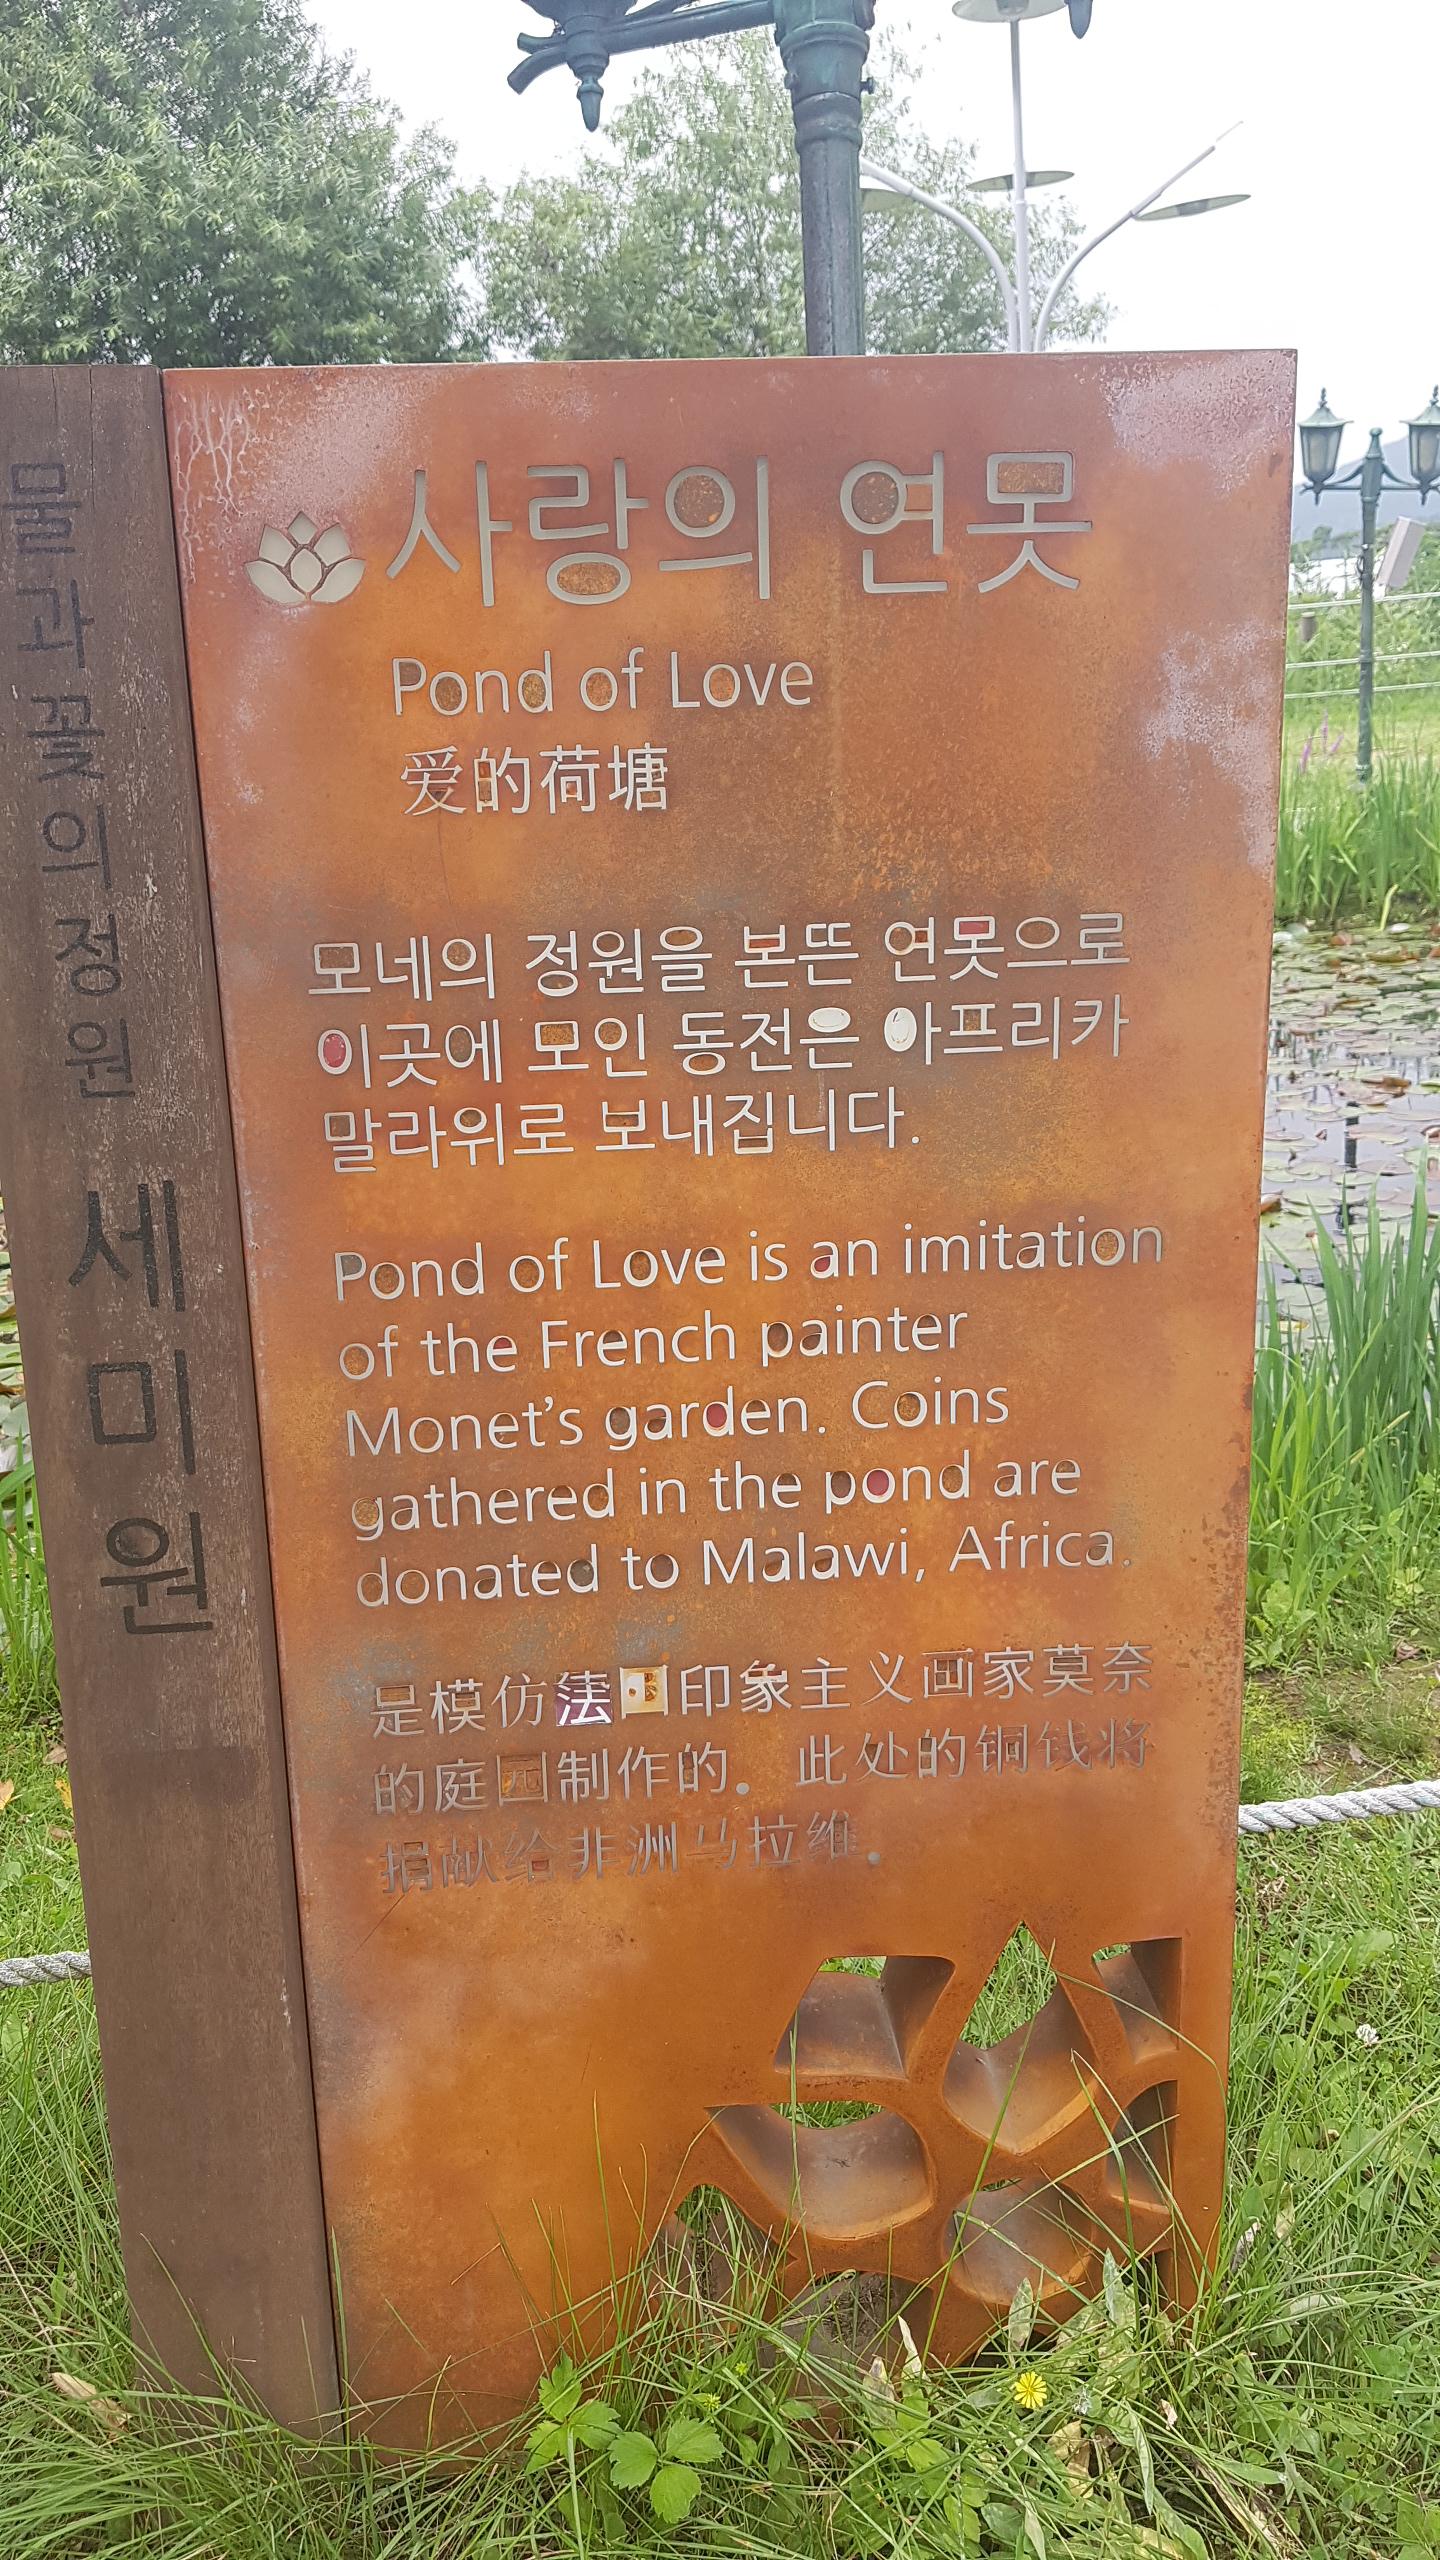 물과 꽃의 정원 세미원
사랑의 연못
Pond of Love
爱的荷塘
모네의 정원을 본뜬 연못으로
이곳에 모인 동전은 아프리카
말라위로 보내집니다.
Pond of Love is an imitation
of the French painter
Monet's garden. Coins
gathered in the pond are
donated to Malawi, Africa.
是模仿法国印象主义画家莫奈
的庭园制作的。此处的铜钱将
捐献给非洲马拉维。